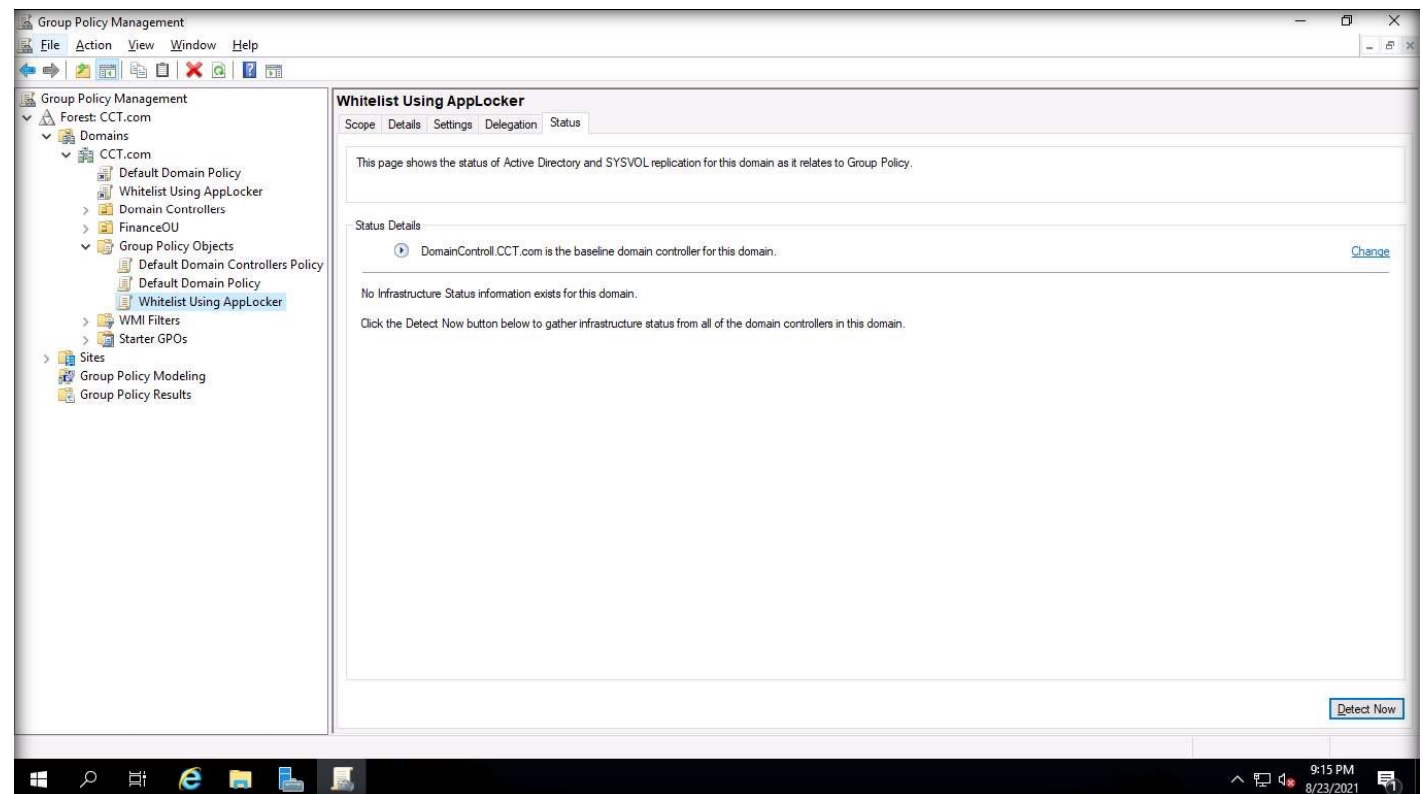 Group Policy Management
File Action View Window Help
Group Policy Management
Forest: CCT.com
Domains
CCT.com
Default Domain Policy
Whitelist Using AppLocker
Domain Controllers
FinanceOU
Group Policy Objects
Default Domain Controllers Policy
Default Domain Policy
Whitelist Using AppLocker
WMI Filters
Starter GPOs
Sites
Group Policy Modeling
Group Policy Results
Whitelist Using AppLocker
Scope Details Settings Delegation Status
This page shows the status of Active Directory and SYSVOL replication for this domain as it relates to Group Policy.
Status Details
DomainControll.CCT.com is the baseline domain controller for this domain. Change
No Infrastructure Status information exists for this domain.
Click the Detect Now button below to gather infrastructure status from all of the domain controllers in this domain.
Detect Now
9:15 PM
8/23/2021
1